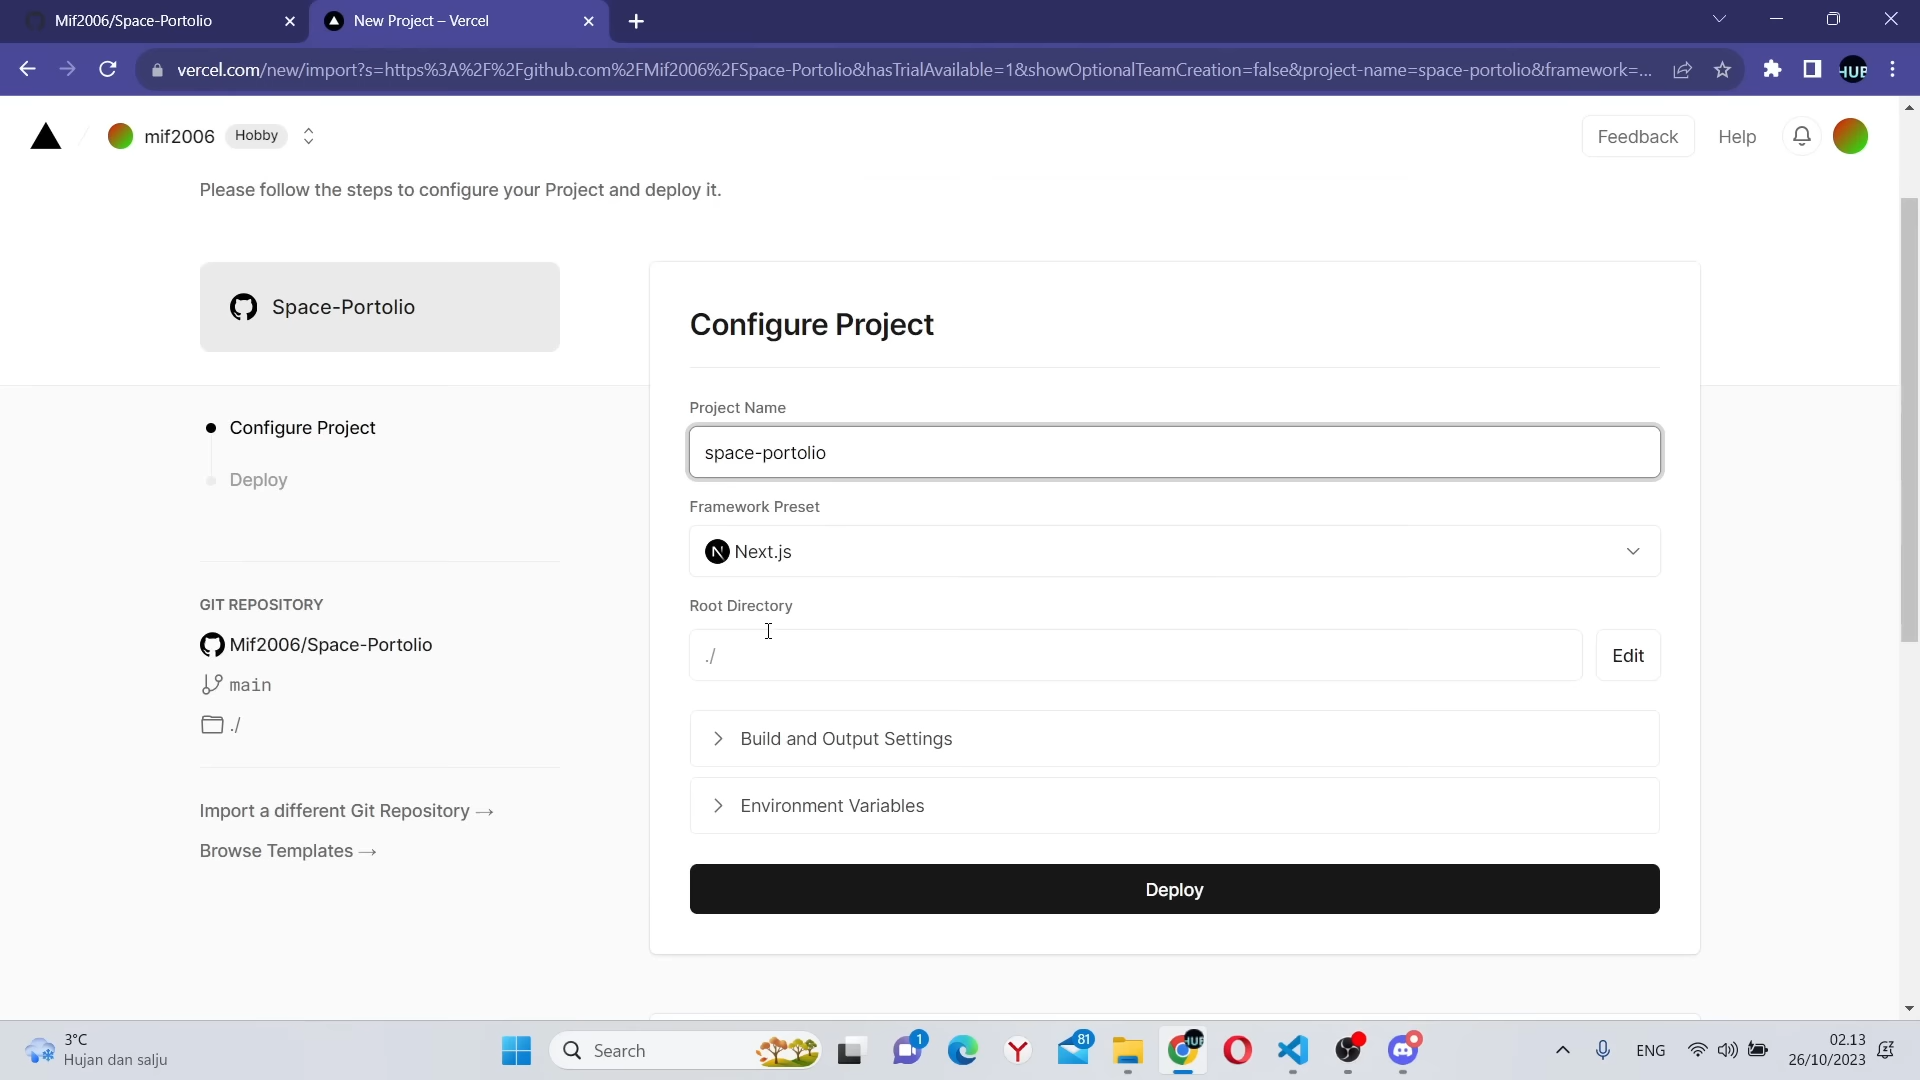 Mif2006/Space-Portolio
New Project – Vercel
vercel.com/new/import?s=https%3A%2F%2Fgithub.com%2FMif2006%2FSpace-Portolio&hasTrialAvailable=1&showOptionalTeamCreation=false&project-name=space-portolio&framework=...
HUB
mif2006
Hobby
Feedback
Help
Please follow the steps to configure your Project and deploy it.
Space-Portolio
Configure Project
Deploy
GIT REPOSITORY
Mif2006/Space-Portolio
main
./
Import a different Git Repository →
Browse Templates →
Configure Project
Project Name
space-portolio
Framework Preset
N Next.js
Root Directory
./
Edit
Build and Output Settings
Environment Variables
Deploy
3°C
Hujan dan salju
Search
1
Y
81
HUB
ENG
02.13
26/10/2023